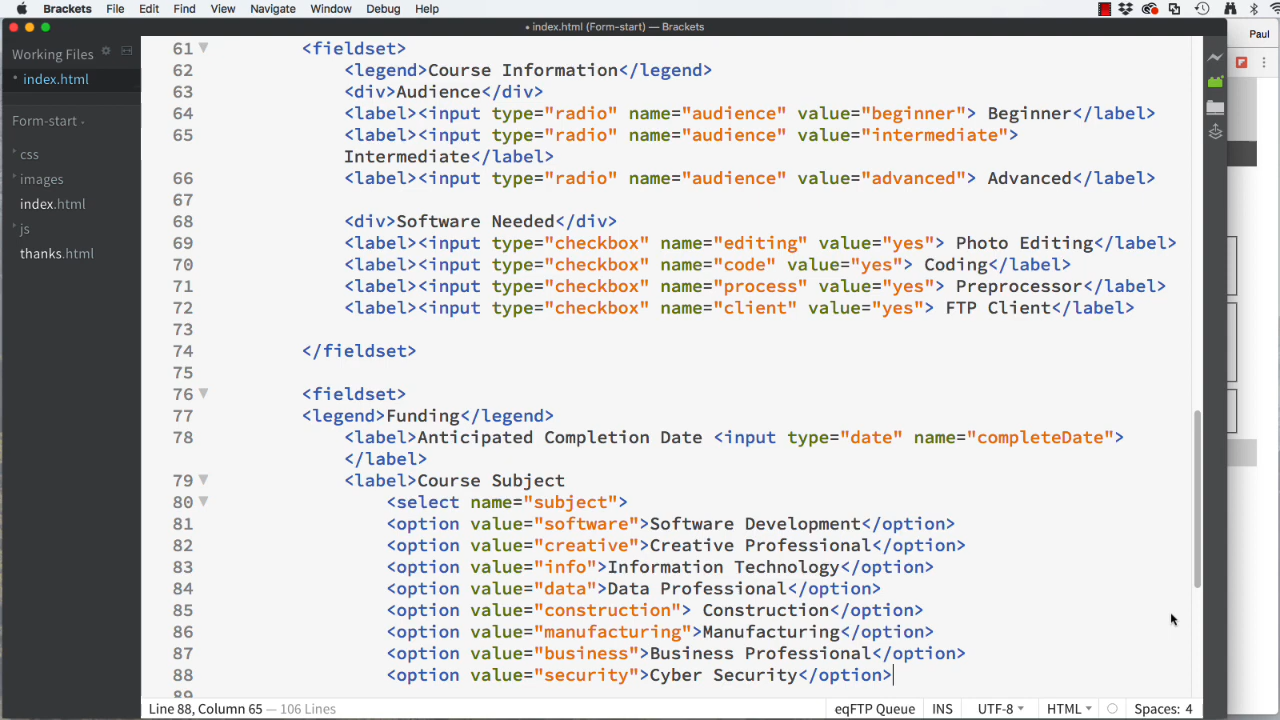 Brackets File Edit Find View Navigate Window Debug Help
index.html (Form-start) — Brackets
Paul
Working Files
index.html
Form-start
css
images
index.html
js
thanks.html
61 <fieldset>
62 <legend>Course Information</legend>
63 <div>Audience</div>
64 <label><input type="radio" name="audience" value="beginner"> Beginner</label>
65 <label><input type="radio" name="audience" value="intermediate">
Intermediate</label>
66 <label><input type="radio" name="audience" value="advanced"> Advanced</label>
67
68 <div>Software Needed</div>
69 <label><input type="checkbox" name="editing" value="yes"> Photo Editing</label>
70 <label><input type="checkbox" name="code" value="yes"> Coding</label>
71 <label><input type="checkbox" name="process" value="yes"> Preprocessor</label>
72 <label><input type="checkbox" name="client" value="yes"> FTP Client</label>
73
74 </fieldset>
75
76 <fieldset>
77 <legend>Funding</legend>
78 <label>Anticipated Completion Date <input type="date" name="completeDate">
</label>
79 <label>Course Subject
80 <select name="subject">
81 <option value="software">Software Development</option>
82 <option value="creative">Creative Professional</option>
83 <option value="info">Information Technology</option>
84 <option value="data">Data Professional</option>
85 <option value="construction"> Construction</option>
86 <option value="manufacturing">Manufacturing</option>
87 <option value="business">Business Professional</option>
88 <option value="security">Cyber Security</option>
89
Line 88, Column 65 — 106 Lines
eqFTP Queue INS UTF-8 HTML Spaces: 4